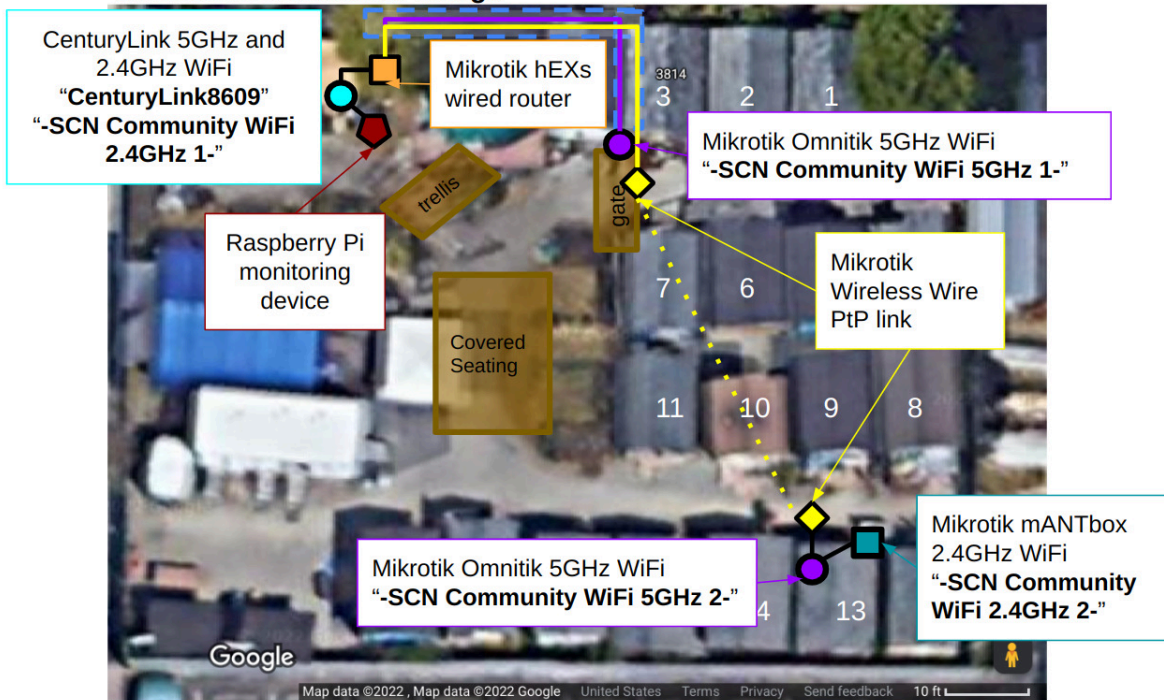 CenturyLink 5GHz and
2.4GHz WiFi
“CenturyLink8609”
“-SCN Community WiFi
2.4GHz 1-”
Mikrotik hEXs
wired router
3814
3
2
1
Mikrotik Omnitik 5GHz WiFi
“-SCN Community WiFi 5GHz 1-”
trellis
gate
Raspberry Pi
monitoring
device
Mikrotik
Wireless Wire
PtP link
7
6
Covered
Seating
11
10
9
8
Mikrotik Omnitik 5GHz WiFi
“-SCN Community WiFi 5GHz 2-”
4
13
Mikrotik mANTbox
2.4GHz WiFi
“-SCN Community
WiFi 2.4GHz 2-”
Google
Map data ©2022 , Map data ©2022 Google United States Terms Privacy Send feedback 10 ft